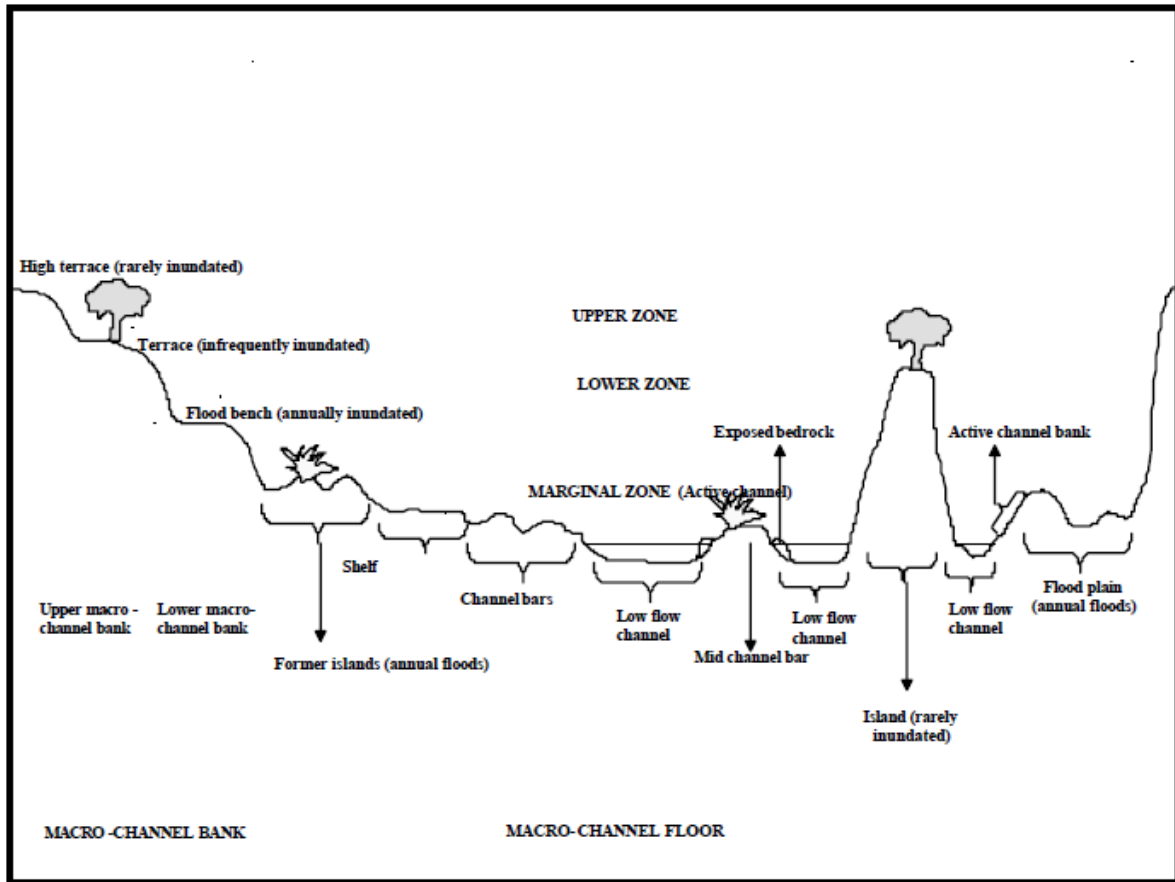 High terrace (rarely inundated)
UPPER ZONE
Terrace (infrequently inundated)
LOWER ZONE
Flood bench (annually inundated)
Exposed bedrock
Active channel bank
MARGINAL ZONE (Active channel)
Shelf
Channel bars
Flood plain
(annual floods)
Upper macro -
channel bank
Lower macro-
channel bank
Low flow
channel
Low flow
channel
Low flow
channel
Former islands (annual floods)
Mid channel bar
Island (rarely
inundated)
MACRO -CHANNEL BANK
MACRO- CHANNEL FLOOR